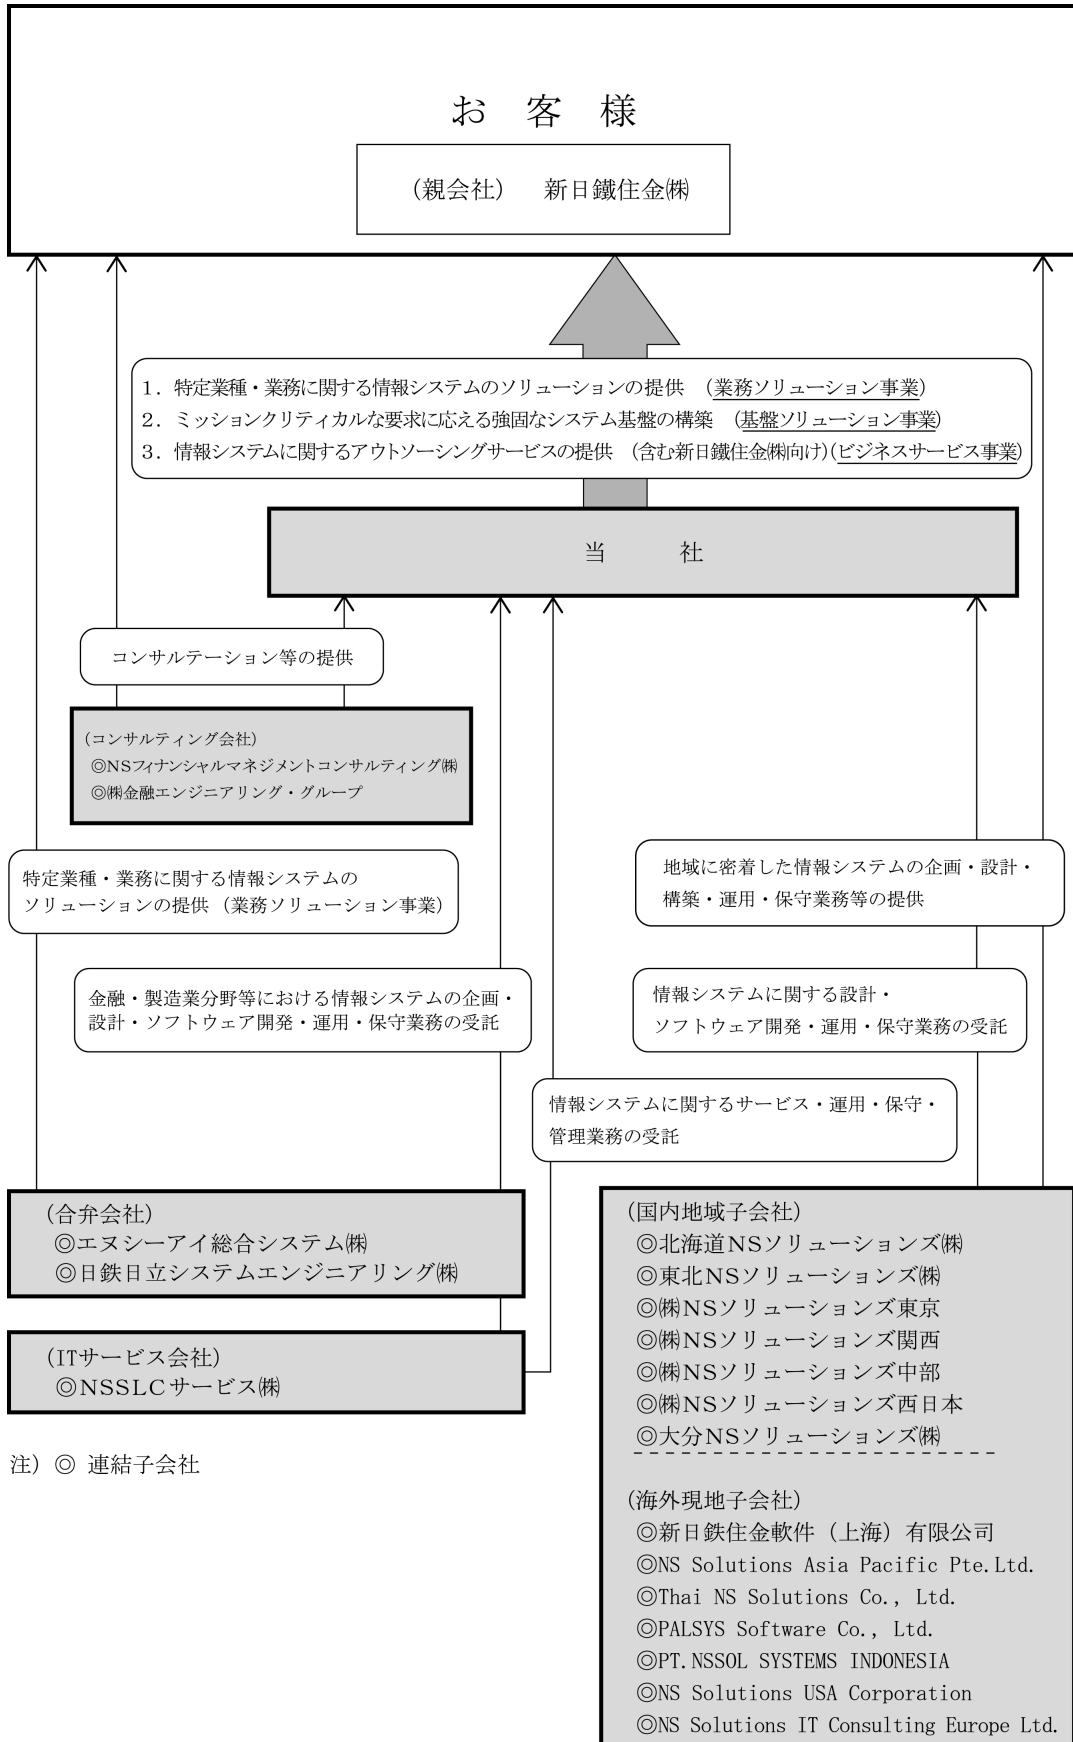 お 客 様
(親会社) 新日鐵住金㈱
1. 特定業種・業務に関する情報システムのソリューションの提供 (業務ソリューション事業)
2. ミッションクリティカルな要求に応える強固なシステム基盤の構築 (基盤ソリューション事業)
3. 情報システムに関するアウトソーシングサービスの提供 (含む新日鐵住金㈱向け)(ビジネスサービス事業)
当 社
コンサルテーション等の提供
(コンサルティング会社)
◎NSフィナンシャルマネジメントコンサルティング㈱
◎㈱金融エンジニアリング・グループ
特定業種・業務に関する情報システムの
ソリューションの提供 (業務ソリューション事業)
地域に密着した情報システムの企画・設計・
構築・運用・保守業務等の提供
金融・製造業分野等における情報システムの企画・
設計・ソフトウェア開発・運用・保守業務の受託
情報システムに関する設計・
ソフトウェア開発・運用・保守業務の受託
情報システムに関するサービス・運用・保守・
管理業務の受託
(合弁会社)
◎エヌシーアイ総合システム㈱
◎日鉄日立システムエンジニアリング㈱
(ITサービス会社)
◎NSSLCサービス㈱
注) ◎ 連結子会社
(国内地域子会社)
◎北海道NSソリューションズ㈱
◎東北NSソリューションズ㈱
◎㈱NSソリューションズ東京
◎㈱NSソリューションズ関西
◎㈱NSソリューションズ中部
◎㈱NSソリューションズ西日本
◎大分NSソリューションズ㈱
(海外現地子会社)
◎新日鉄住金軟件(上海)有限公司
◎NS Solutions Asia Pacific Pte.Ltd.
◎Thai NS Solutions Co., Ltd.
◎PALSYS Software Co., Ltd.
◎PT.NSSOL SYSTEMS INDONESIA
◎NS Solutions USA Corporation
◎NS Solutions IT Consulting Europe Ltd.